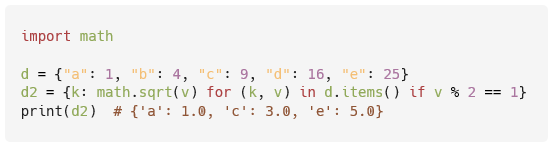 import math

d = {"a": 1, "b": 4, "c": 9, "d": 16, "e": 25}
d2 = {k: math.sqrt(v) for (k, v) in d.items() if v % 2 == 1}
print(d2)  # {'a': 1.0, 'c': 3.0, 'e': 5.0}